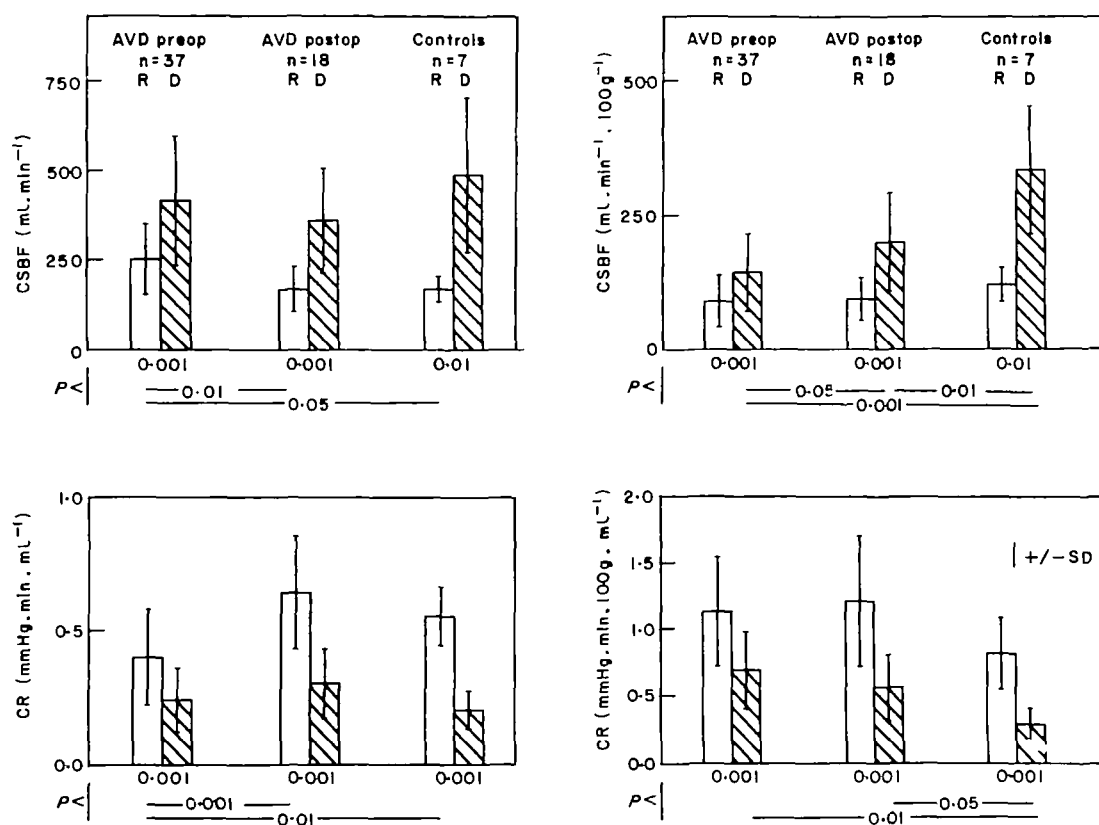 AVD preop AVD postop Controls
n=37 n=18 n=7
R D R D R D
750
500
250
0
CSBF (mL.min⁻¹)
0·001 0·001 0·01
P<
0·01
0·05
AVD preop AVD postop Controls
n=37 n=18 n=7
R D R D R D
500
250
0
CSBF (mL.min⁻¹.100g⁻¹)
0·001 0·001 0·01
P<
0·05 0·01
0·001
1·0
0·5
0·0
CR (mmHg.min.mL⁻¹)
0·001 0·001 0·001
P<
0·001
0·01
2·0
1·5
1·0
0·5
0·0
CR (mmHg.min.100g.mL⁻¹)
+/-SD
0·001 0·001 0·001
P<
0·05
0·01